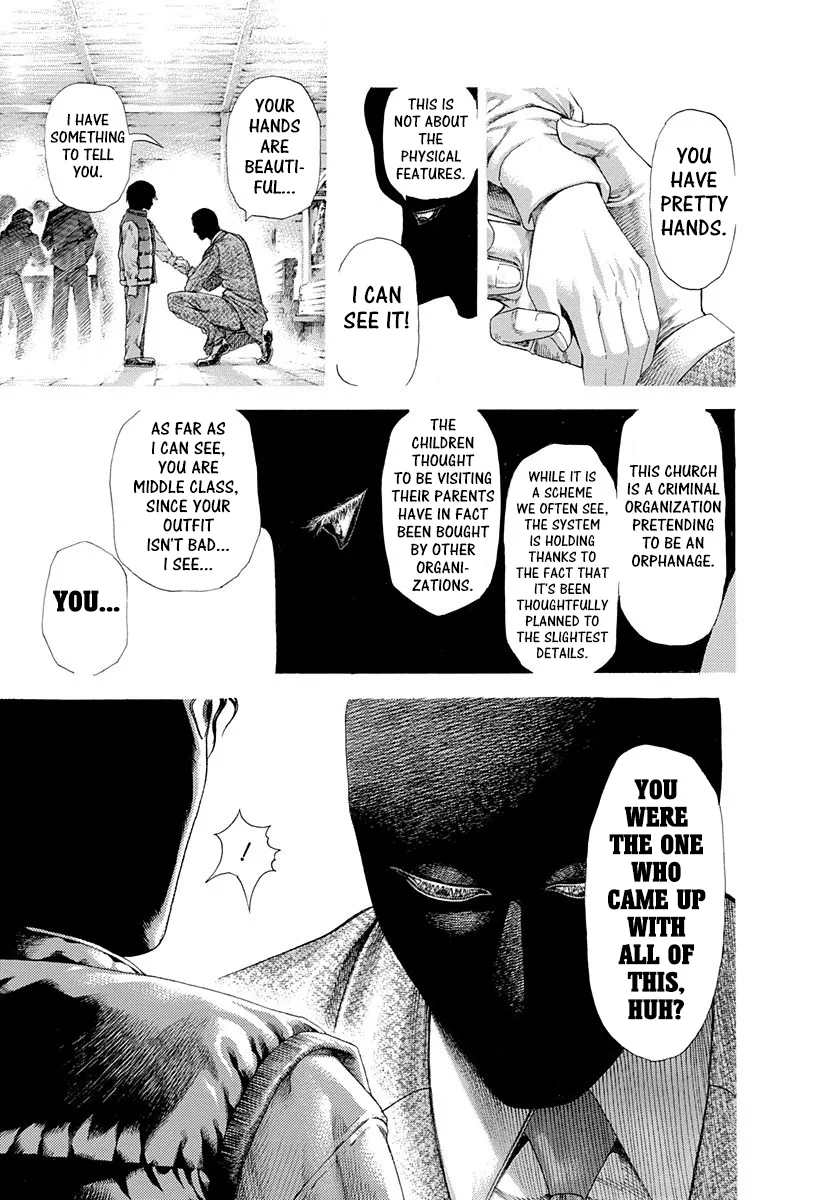 YOU
HAVE
PRETTY
HANDS.
THIS IS
NOT ABOUT
THE
PHYSICAL
FEATURES.
I CAN
SEE IT!
YOUR
HANDS
ARE
BEAUTI-
FUL...
I HAVE
SOMETHING
TO TELL
YOU.
THIS CHURCH
IS A CRIMINAL
ORGANIZATION
PRETENDING
TO BE AN
ORPHANAGE.
WHILE IT IS
A SCHEME
WE OFTEN SEE,
THE SYSTEM
IS HOLDING
THANKS TO
THE FACT THAT
IT'S BEEN
THOUGHTFULLY
PLANNED TO
THE SLIGHTEST
DETAILS.
THE
CHILDREN
THOUGHT
TO BE VISITING
THEIR PARENTS
HAVE IN FACT
BEEN BOUGHT
BY OTHER
ORGANI-
ZATIONS.
AS FAR AS
I CAN SEE,
YOU ARE
MIDDLE CLASS,
SINCE YOUR
OUTFIT
ISN'T BAD...
I SEE...
YOU...
YOU
WERE
THE ONE
WHO
CAME UP
WITH
ALL OF
THIS,
HUH?
!